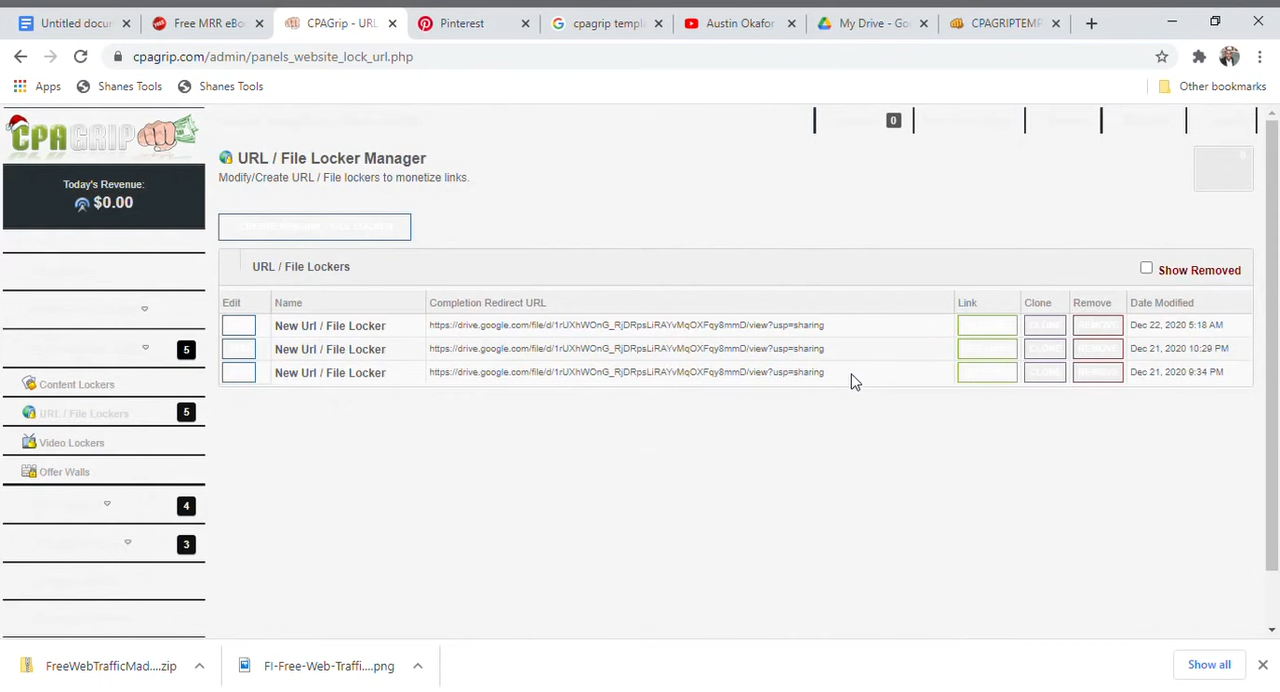 Untitled docum
Free MRR eBo
CPAGrip - URL
Pinterest
cpagrip templ
Austin Okafor
My Drive - Go
CPAGRIPTEMP
cpagrip.com/admin/panels_website_lock_url.php
Apps
Shanes Tools
Shanes Tools
Other bookmarks
CPAGRIP
0
Today's Revenue:
$0.00
URL / File Locker Manager
Modify/Create URL / File lockers to monetize links.
URL / File Lockers
Show Removed
Edit Name Completion Redirect URL Link Clone Remove Date Modified
New Url / File Locker https://drive.google.com/file/d/1rUXhWOnG_RjDRpsLiRAYvMqOXFqy8mmD/view?usp=sharing CLONE REMOVE Dec 22, 2020 5:18 AM
New Url / File Locker https://drive.google.com/file/d/1rUXhWOnG_RjDRpsLiRAYvMqOXFqy8mmD/view?usp=sharing CLONE REMOVE Dec 21, 2020 10:29 PM
New Url / File Locker https://drive.google.com/file/d/1rUXhWOnG_RjDRpsLiRAYvMqOXFqy8mmD/view?usp=sharing CLONE REMOVE Dec 21, 2020 9:34 PM
5
Content Lockers
URL / File Lockers 5
Video Lockers
Offer Walls
4
3
FreeWebTrafficMad....zip
FI-Free-Web-Traffi....png
Show all